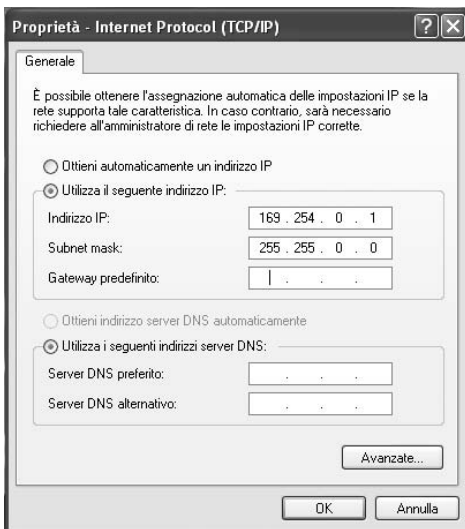 Proprietà - Internet Protocol (TCP/IP)
Generale
È possibile ottenere l'assegnazione automatica delle impostazioni IP se la
rete supporta tale caratteristica. In caso contrario, sarà necessario
richiedere all'amministratore di rete le impostazioni IP corrette.
Ottieni automaticamente un indirizzo IP
Utilizza il seguente indirizzo IP:
Indirizzo IP: 169 . 254 . 0 . 1
Subnet mask: 255 . 255 . 0 . 0
Gateway predefinito: . . .
Ottieni indirizzo server DNS automaticamente
Utilizza i seguenti indirizzi server DNS:
Server DNS preferito: . . .
Server DNS alternativo: . . .
Avanzate...
OK Annulla